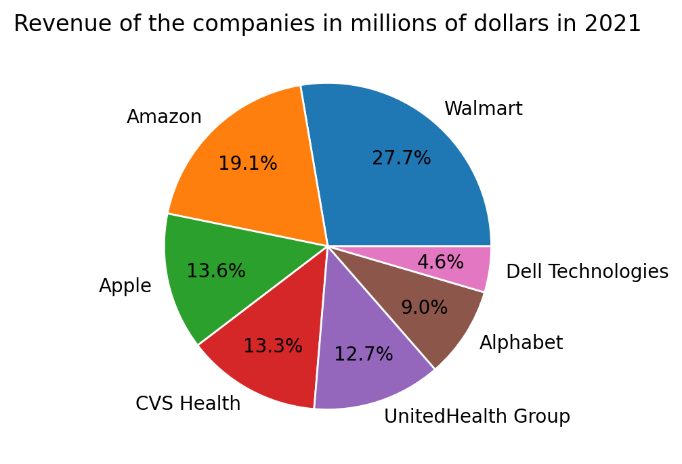 Revenue of the companies in millions of dollars in 2021
Walmart
27.7%
Amazon
19.1%
Apple
13.6%
CVS Health
13.3%
UnitedHealth Group
12.7%
Alphabet
9.0%
Dell Technologies
4.6%